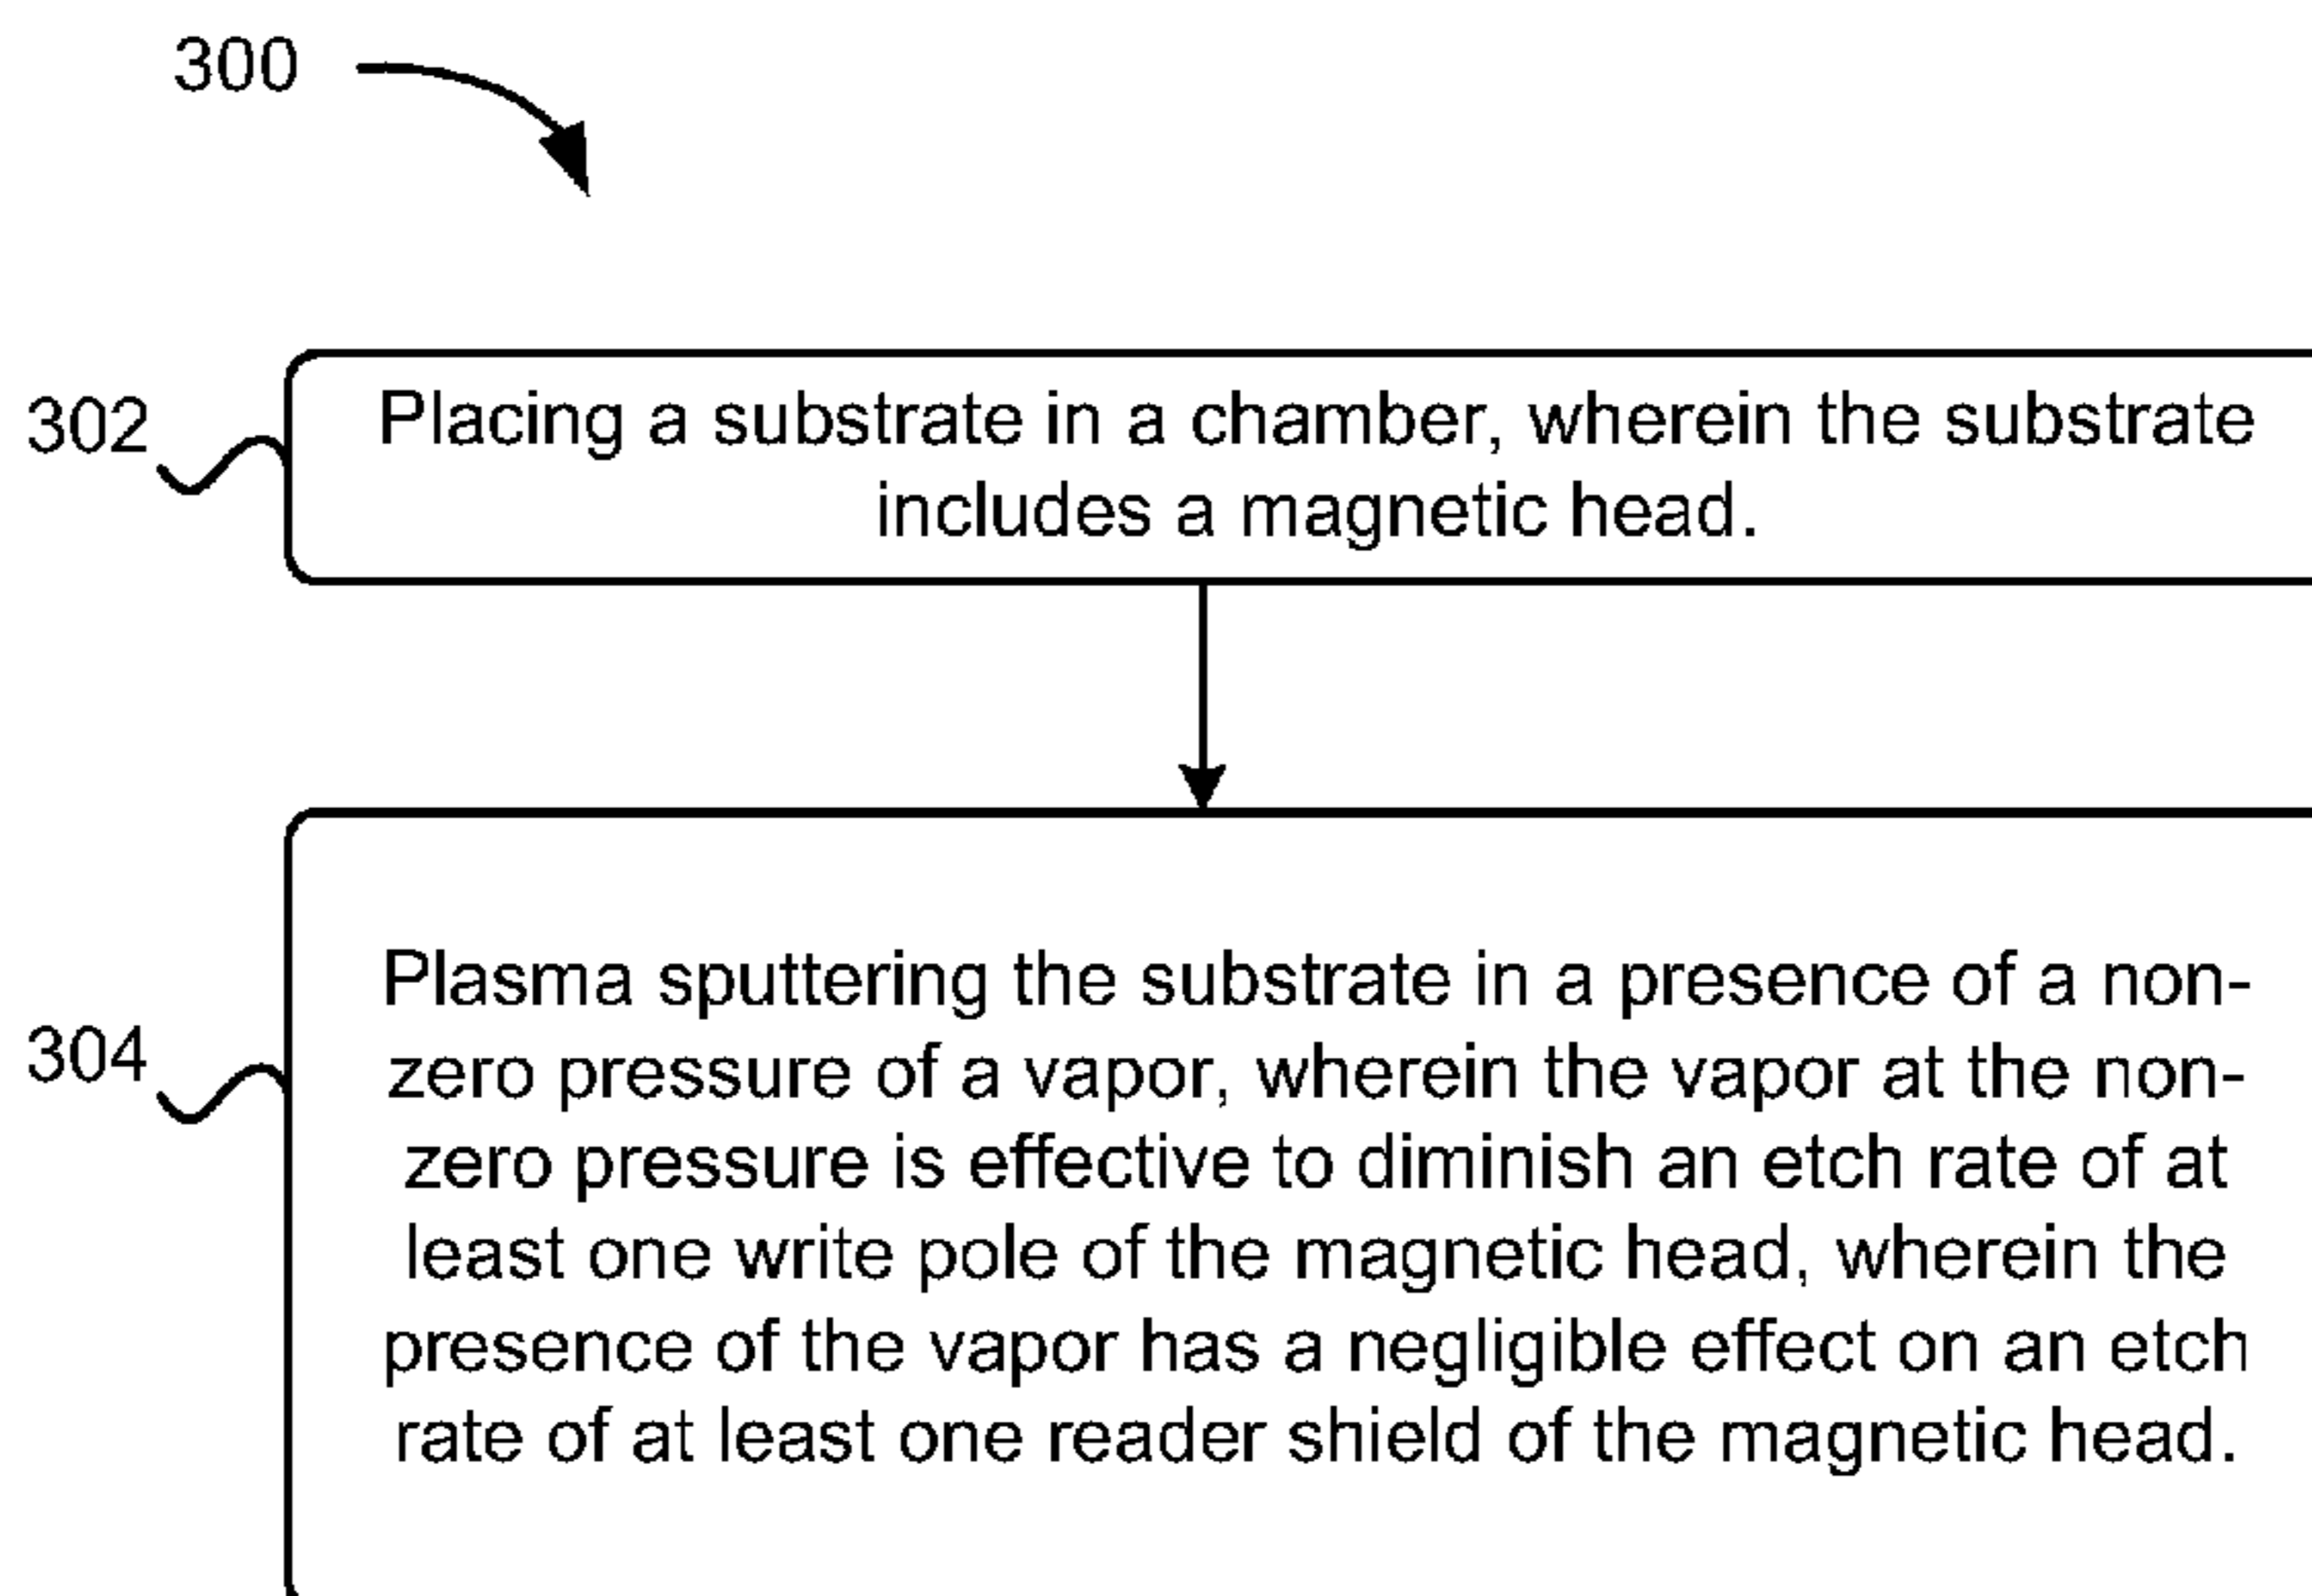 300
302
Placing a substrate in a chamber, wherein the substrate
includes a magnetic head.
304
Plasma sputtering the substrate in a presence of a non-
zero pressure of a vapor, wherein the vapor at the non-
zero pressure is effective to diminish an etch rate of at
least one write pole of the magnetic head, wherein the
presence of the vapor has a negligible effect on an etch
rate of at least one reader shield of the magnetic head.